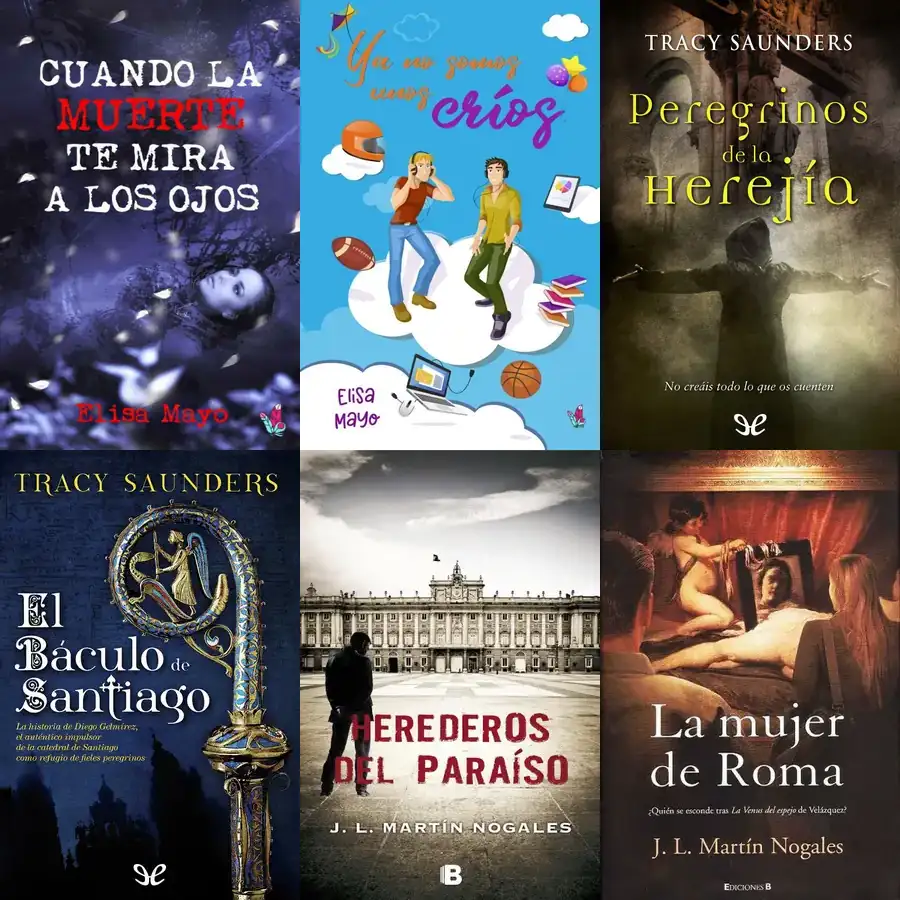 CUANDO LA
MUERTE
TE MIRA
A LOS OJOS
Elisa Mayo
Ya no somos
unos
críos
Elisa
Mayo
TRACY SAUNDERS
Peregrinos
de la
Herejía
No creáis todo lo que os cuenten
TRACY SAUNDERS
El
Báculo de
Santiago
La historia de Diego Gelmírez,
el auténtico impulsor
de la catedral de Santiago
como refugio de fieles peregrinos
HEREDEROS
DEL PARAÍSO
J. L. MARTÍN NOGALES
B
La mujer
de Roma
¿Quién se esconde tras La Venus del espejo de Velázquez?
J. L. Martín Nogales
EDICIONES B